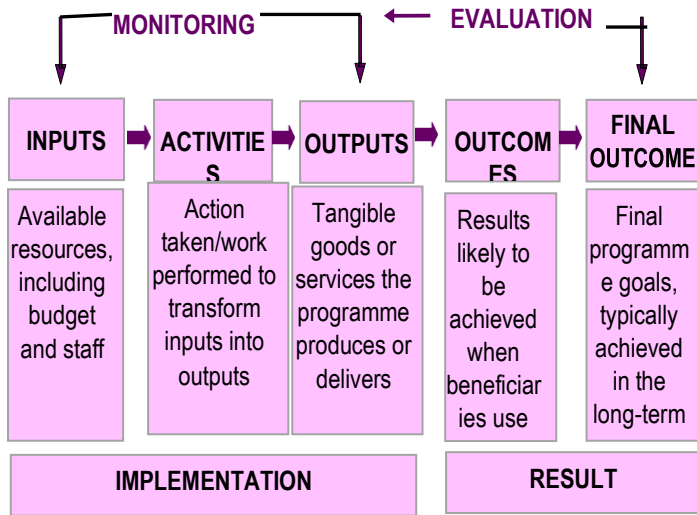 MONITORING
EVALUATION
INPUTS
ACTIVITIE
S
OUTPUTS
OUTCOM
ES
FINAL
OUTCOME
Available
resources,
including
budget
and staff
Action
taken/work
performed to
transform
inputs into
outputs
Tangible
goods or
services the
programme
produces or
delivers
Results
likely to
be
achieved
when
beneficiar
ies use
Final
programm
e goals,
typically
achieved
in the
long-term
IMPLEMENTATION
RESULT